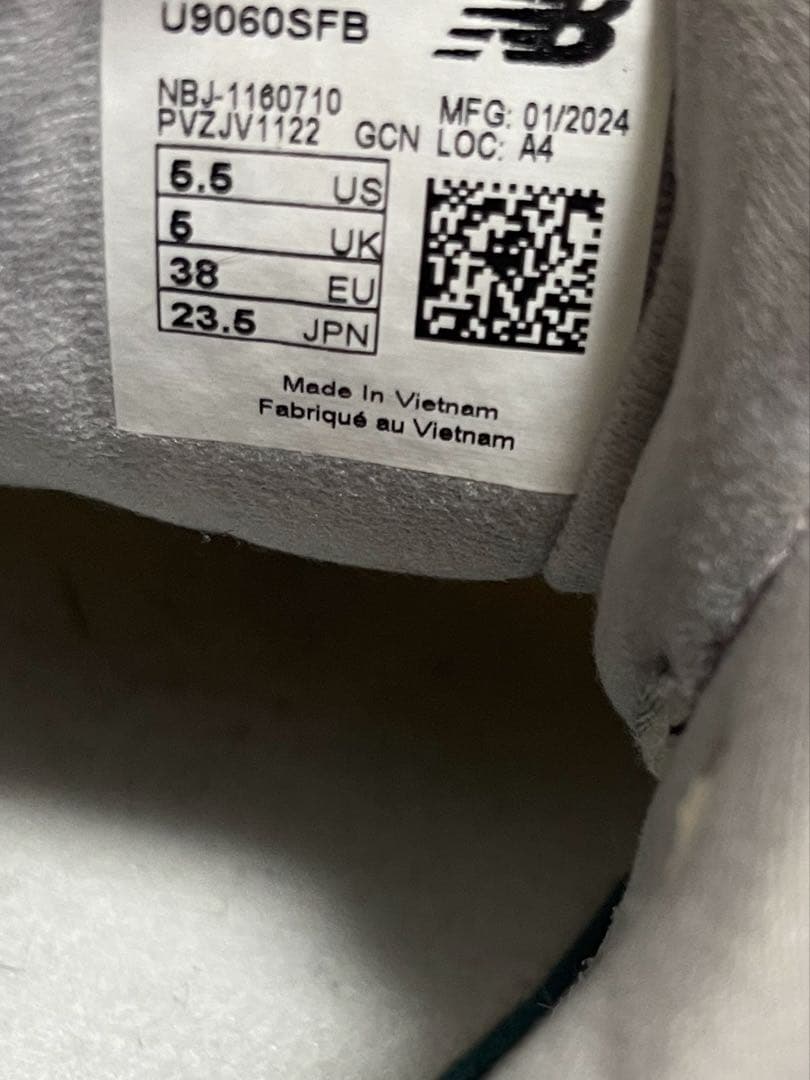 U9060SFB
NBJ-1160710
PVZJV1122 GCN
MFG: 01/2024
LOC: A4
5.5 US
5 UK
38 EU
23.5 JPN
Made In Vietnam
Fabriqué au Vietnam